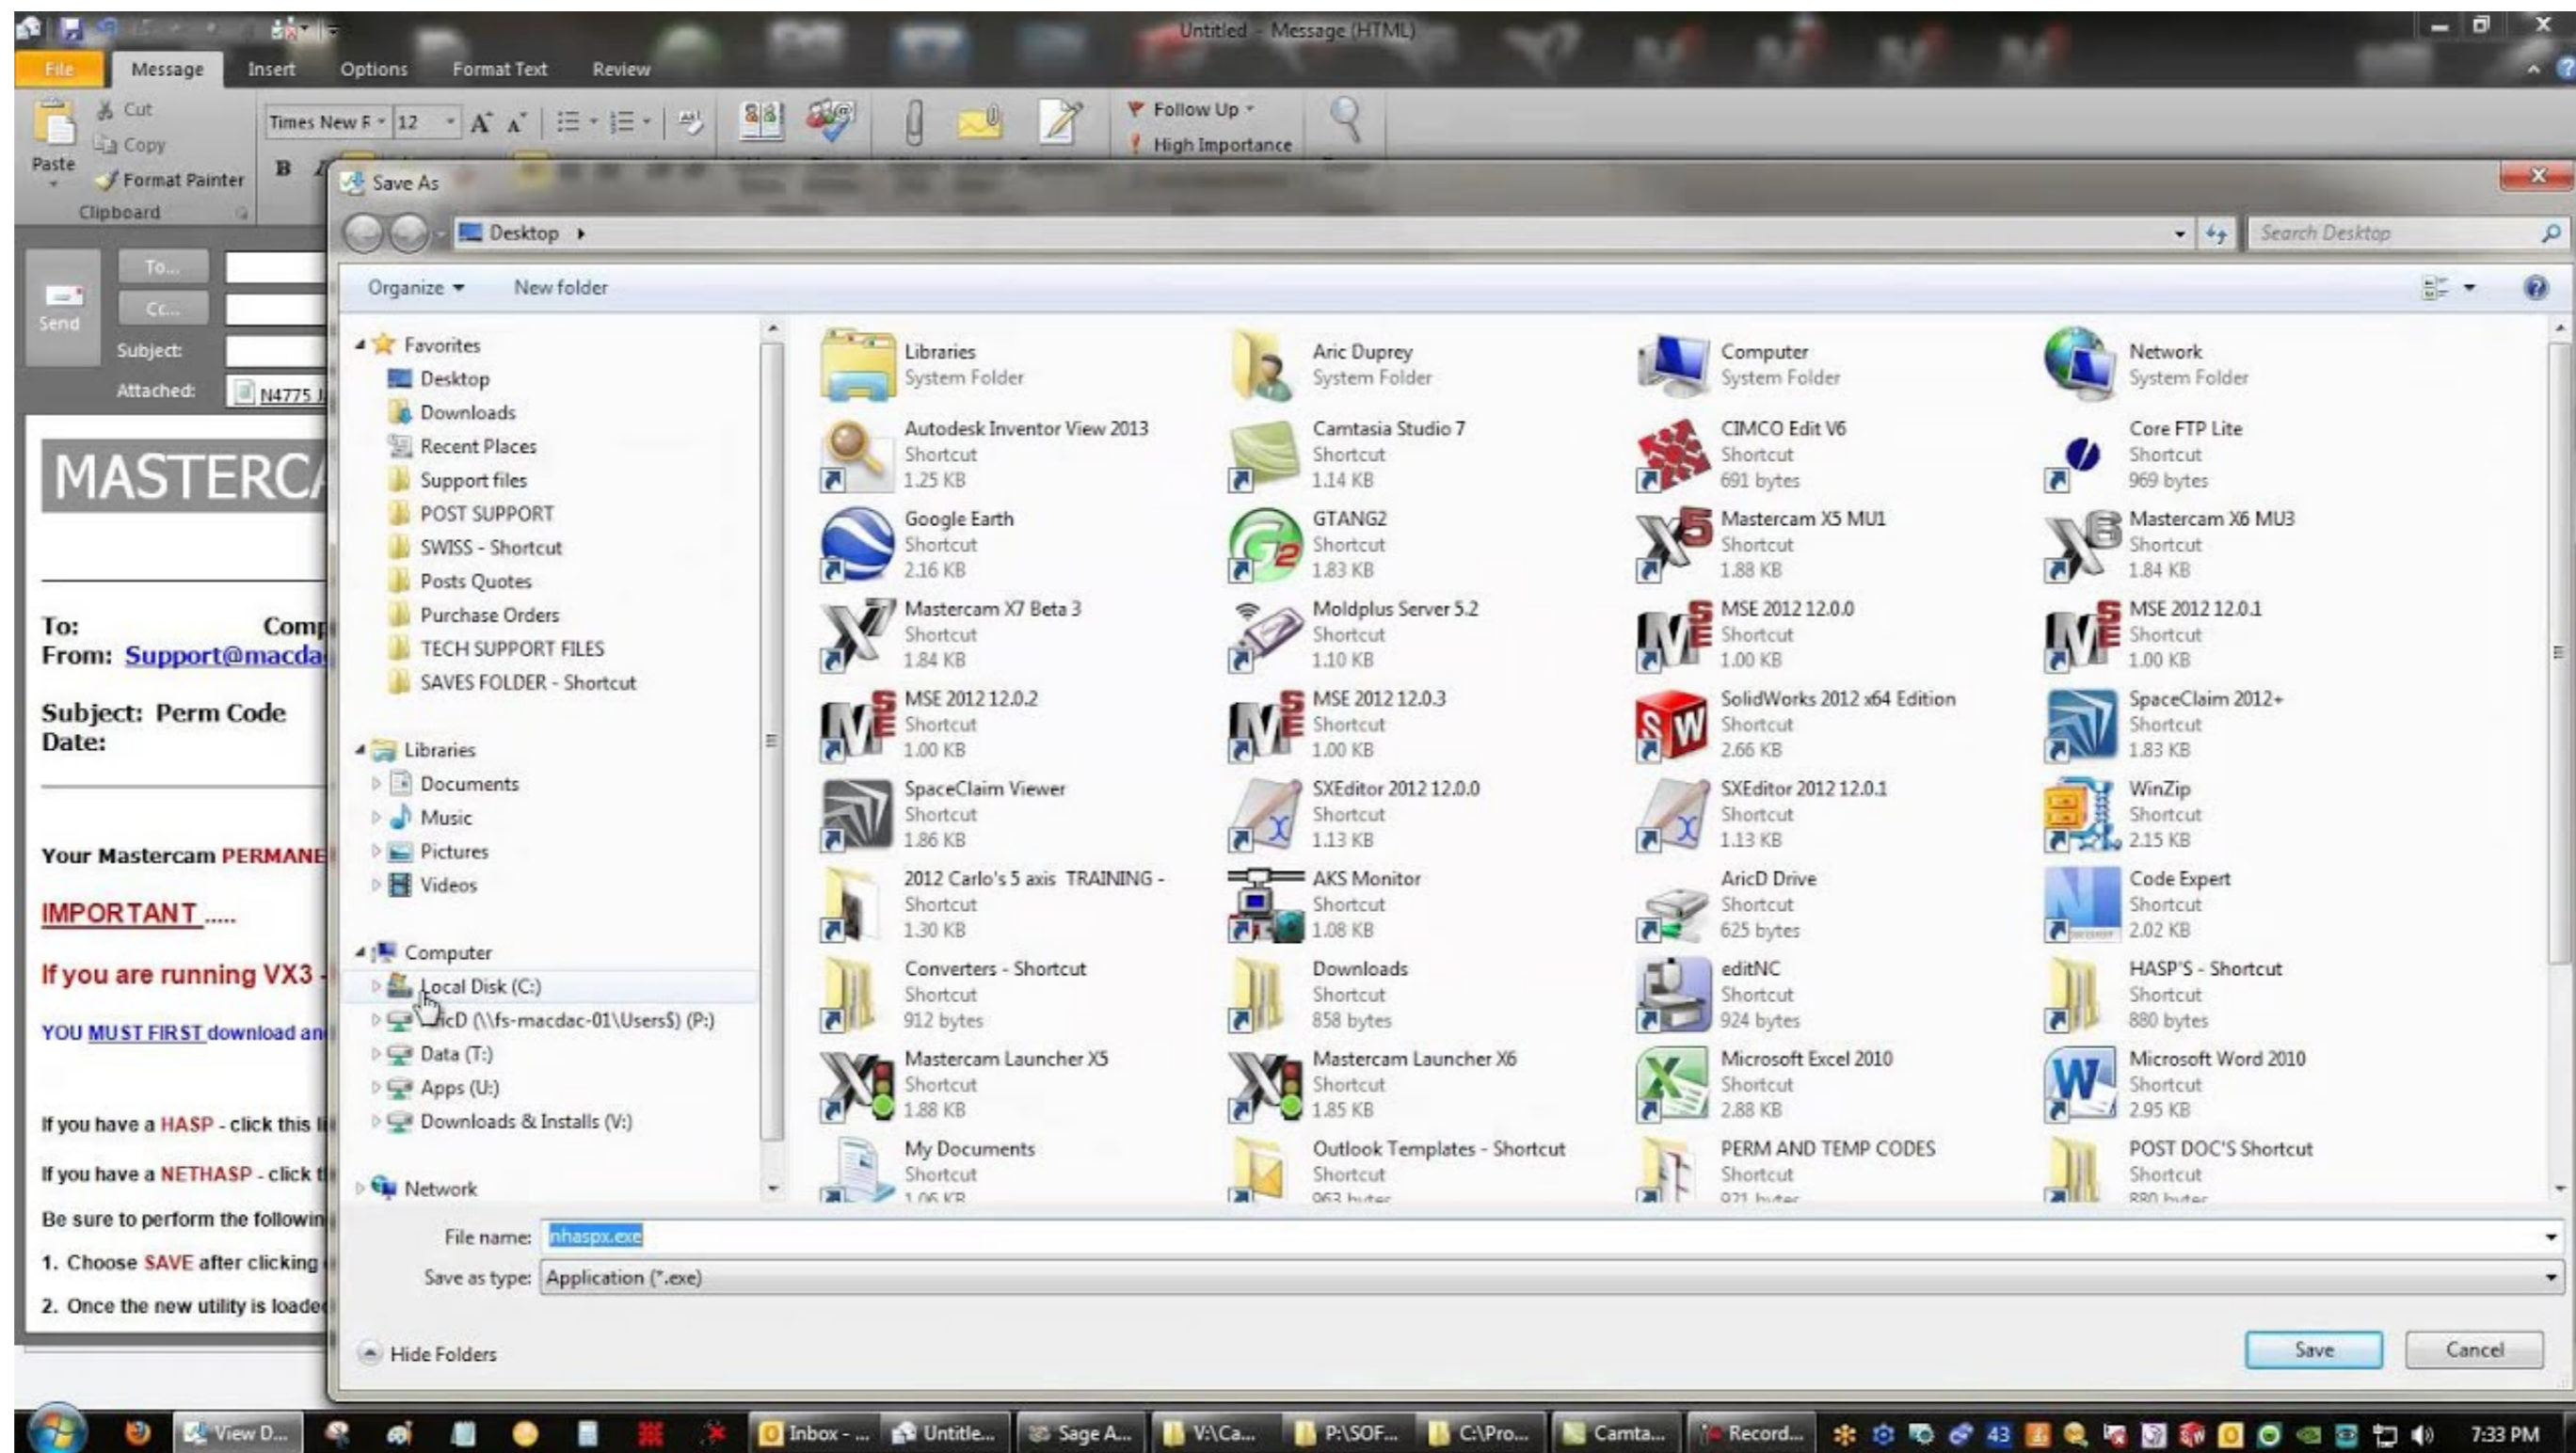 Untitled - Message (HTML)
File Message Insert Options Format Text Review
Cut
Copy
Paste
Format Painter
Clipboard
Times New R 12
B
Follow Up
High Importance
Save As
Desktop
Search Desktop
Organize New folder
Send
To...
Cc...
Subject:
Attached: N4775
MASTERCA
To: Comp
From: Support@macda
Subject: Perm Code
Date:
Your Mastercam PERMANE
IMPORTANT .....
If you are running VX3 -
YOU MUST FIRST download an
If you have a HASP - click this
If you have a NETHASP - click
Be sure to perform the followin
1. Choose SAVE after clicking
2. Once the new utility is loaded
Favorites
Desktop
Downloads
Recent Places
Support files
POST SUPPORT
SWISS - Shortcut
Posts Quotes
Purchase Orders
TECH SUPPORT FILES
SAVES FOLDER - Shortcut
Libraries
Documents
Music
Pictures
Videos
Computer
Local Disk (C:)
icD (\\fs-macdac-01\Users$) (P:)
Data (T:)
Apps (U:)
Downloads & Installs (V:)
Network
Libraries
System Folder
Aric Duprey
System Folder
Computer
System Folder
Network
System Folder
Autodesk Inventor View 2013
Shortcut
1.25 KB
Camtasia Studio 7
Shortcut
1.14 KB
CIMCO Edit V6
Shortcut
691 bytes
Core FTP Lite
Shortcut
969 bytes
Google Earth
Shortcut
2.16 KB
GTANG2
Shortcut
1.83 KB
Mastercam X5 MU1
Shortcut
1.88 KB
Mastercam X6 MU3
Shortcut
1.84 KB
Mastercam X7 Beta 3
Shortcut
1.84 KB
Moldplus Server 5.2
Shortcut
1.10 KB
MSE 2012 12.0.0
Shortcut
1.00 KB
MSE 2012 12.0.1
Shortcut
1.00 KB
MSE 2012 12.0.2
Shortcut
1.00 KB
MSE 2012 12.0.3
Shortcut
1.00 KB
SolidWorks 2012 x64 Edition
Shortcut
2.66 KB
SpaceClaim 2012+
Shortcut
1.83 KB
SpaceClaim Viewer
Shortcut
1.86 KB
SXEditor 2012 12.0.0
Shortcut
1.13 KB
SXEditor 2012 12.0.1
Shortcut
1.13 KB
WinZip
Shortcut
2.15 KB
2012 Carlo's 5 axis TRAINING -
Shortcut
1.30 KB
AKS Monitor
Shortcut
1.08 KB
AricD Drive
Shortcut
625 bytes
Code Expert
Shortcut
2.02 KB
Converters - Shortcut
Shortcut
912 bytes
Downloads
Shortcut
858 bytes
editNC
Shortcut
924 bytes
HASP'S - Shortcut
Shortcut
880 bytes
Mastercam Launcher X5
Shortcut
1.88 KB
Mastercam Launcher X6
Shortcut
1.85 KB
Microsoft Excel 2010
Shortcut
2.88 KB
Microsoft Word 2010
Shortcut
2.95 KB
My Documents
Shortcut
1.06 KB
Outlook Templates - Shortcut
Shortcut
963 bytes
PERM AND TEMP CODES
Shortcut
971 bytes
POST DOC'S Shortcut
Shortcut
880 bytes
File name: nhaspx.exe
Save as type: Application (*.exe)
Hide Folders
Save Cancel
View D... Inbox - ... Untitle... Sage A... V:\Ca... P:\SOF... C:\Pro... Camta... Record... 43 7:33 PM